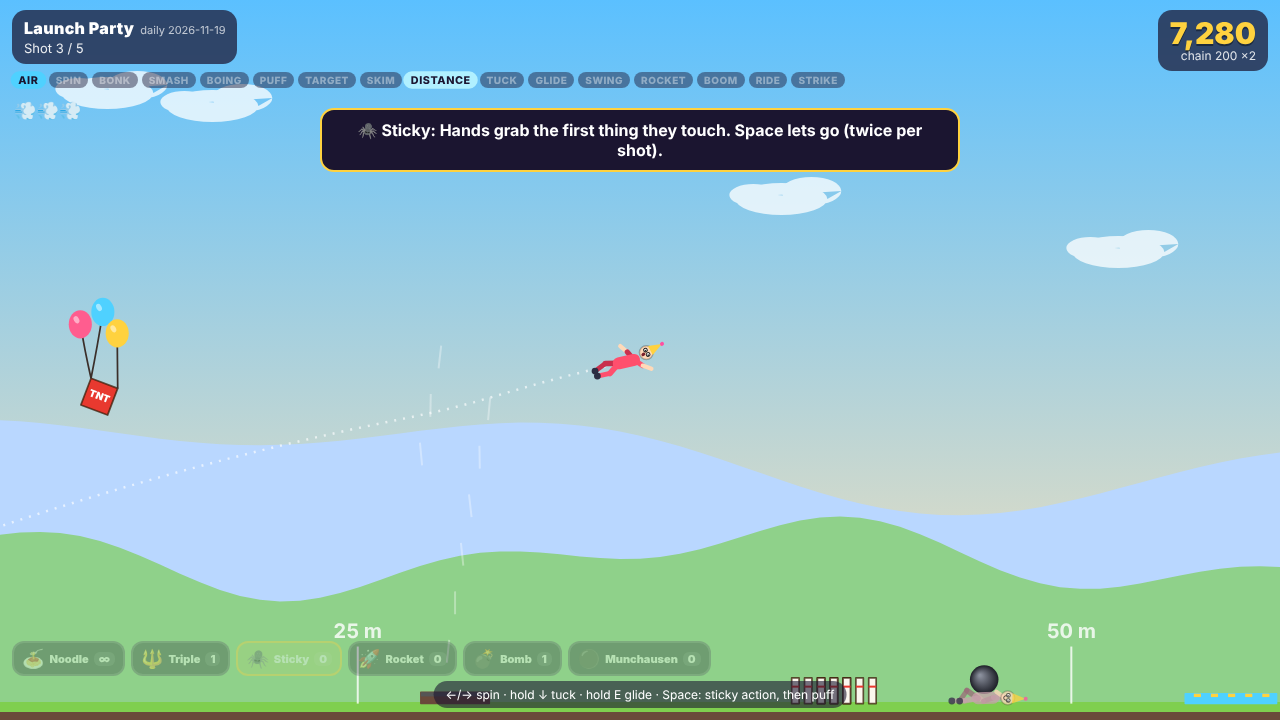 Launch Party daily 2026-11-19
Shot 3 / 5
7,280
chain 200 ×2
AIR SPIN BONK SMASH BOING PUFF TARGET SKIM DISTANCE TUCK GLIDE SWING ROCKET BOOM RIDE STRIKE
Sticky: Hands grab the first thing they touch. Space lets go (twice per
shot).
TNT
25 m
50 m
Noodle ∞ Triple 1 Sticky 0 Rocket 0 Bomb 1 Munchausen 0
←/→ spin · hold ↓ tuck · hold E glide · Space: sticky action, then puff